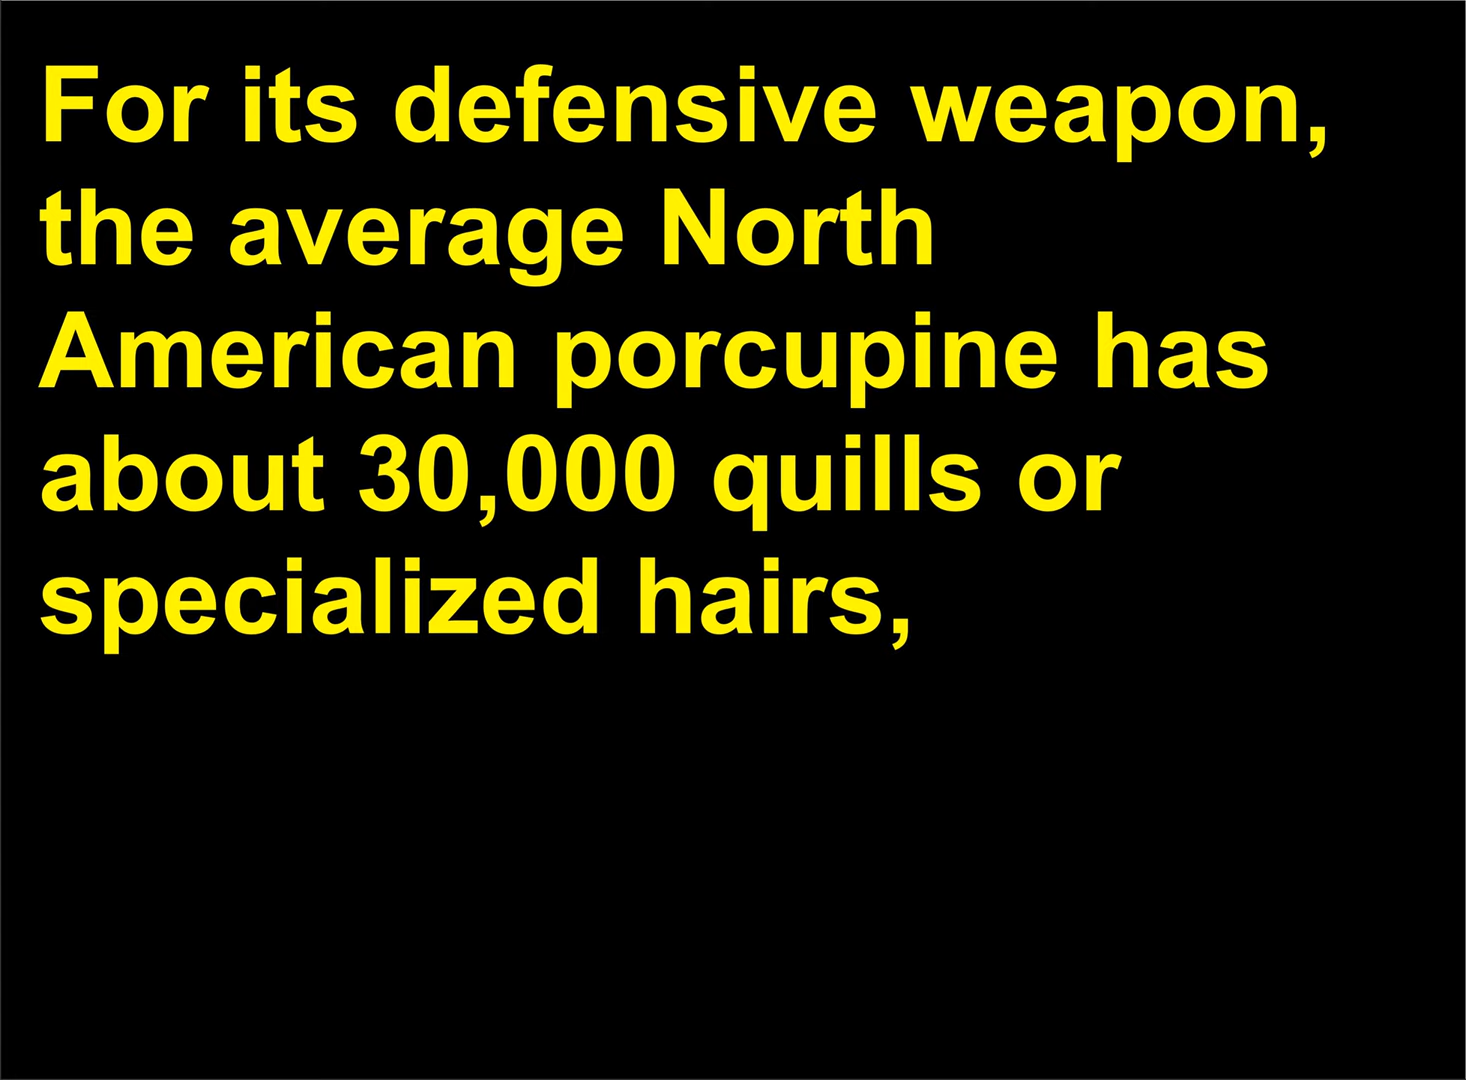 For its defensive weapon,
the average North
American porcupine has
about 30,000 quills or
specialized hairs,